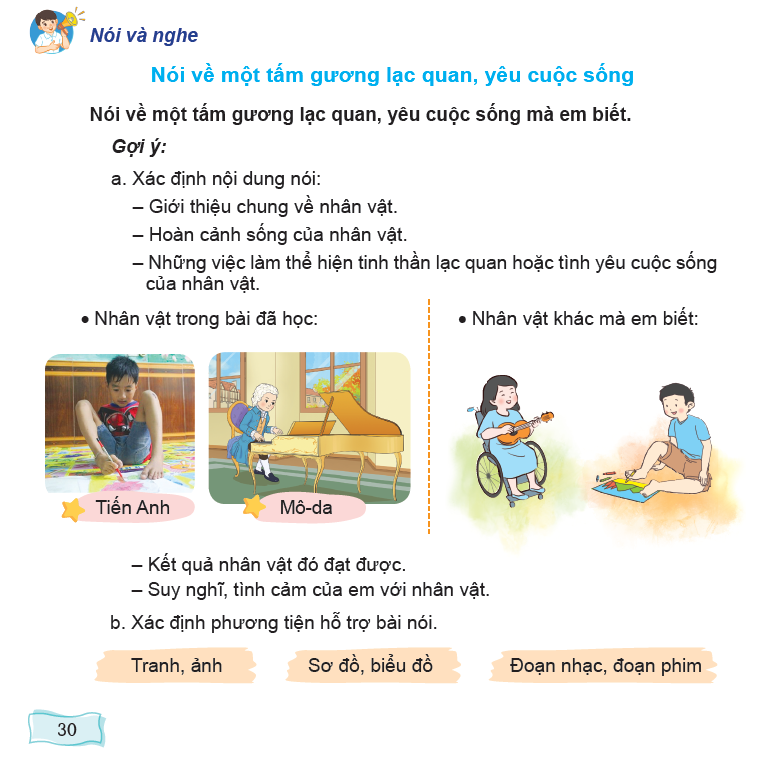 Nói và nghe
Nói về một tấm gương lạc quan, yêu cuộc sống
Nói về một tấm gương lạc quan, yêu cuộc sống mà em biết.
Gợi ý:
a. Xác định nội dung nói:
– Giới thiệu chung về nhân vật.
– Hoàn cảnh sống của nhân vật.
– Những việc làm thể hiện tinh thần lạc quan hoặc tình yêu cuộc sống
của nhân vật.
• Nhân vật trong bài đã học:
Tiến Anh
Mô-da
• Nhân vật khác mà em biết:
– Kết quả nhân vật đó đạt được.
– Suy nghĩ, tình cảm của em với nhân vật.
b. Xác định phương tiện hỗ trợ bài nói.
Tranh, ảnh
Sơ đồ, biểu đồ
Đoạn nhạc, đoạn phim
30